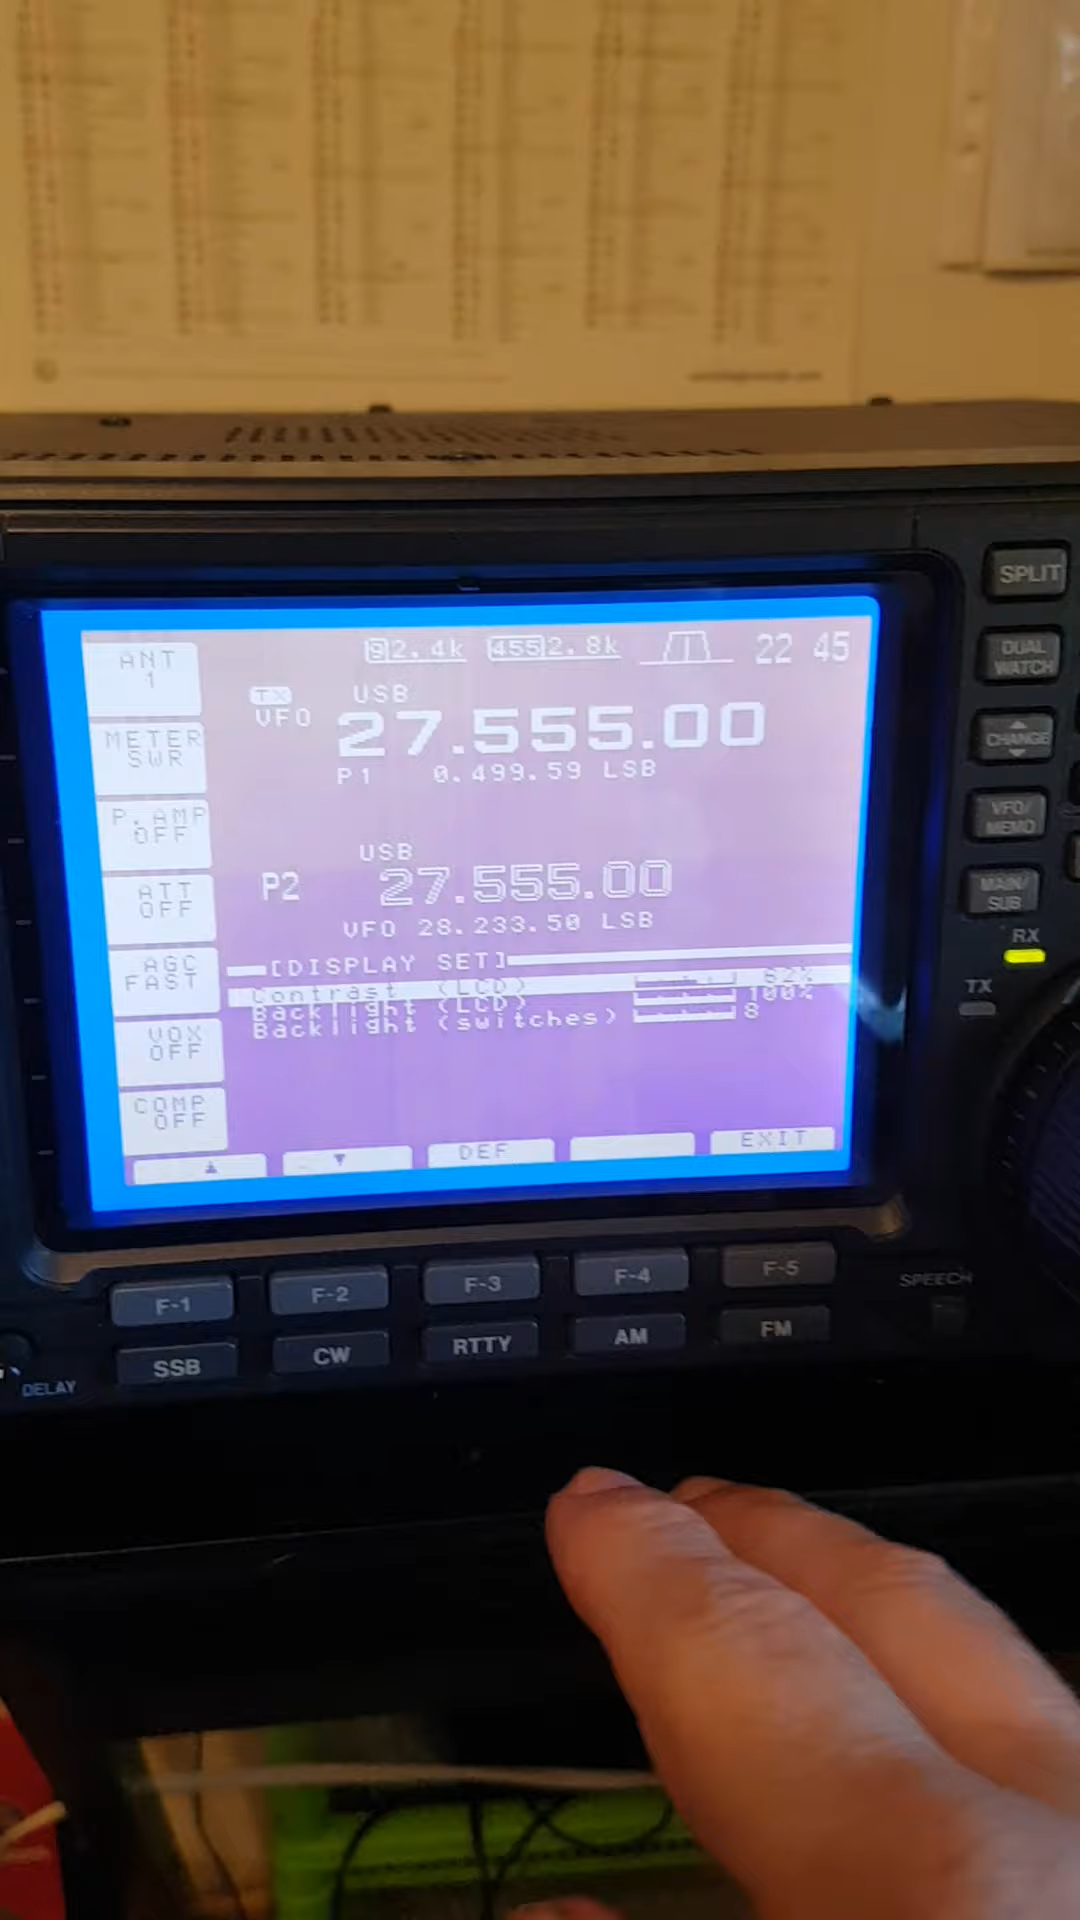 ANT
1
9 2.4k 455 2.8k 22 45
TX USB
VFO 27.555.00
P1 0.499.59 LSB
METER
SWR
P.AMP
OFF
USB
P2 27.555.00
VFO 28.233.50 LSB
ATT
OFF
AGC
FAST
[DISPLAY SET]
Contrast (LCD) 62%
Backlight (LCD) 100%
Backlight (switches) 8
VOX
OFF
COMP
OFF
▲ ▼ DEF EXIT
SPLIT
DUAL
WATCH
CHANGE
VFO/
MEMO
MAIN/
SUB
RX
TX
SPEECH
F-1 F-2 F-3 F-4 F-5
SSB CW RTTY AM FM
DELAY